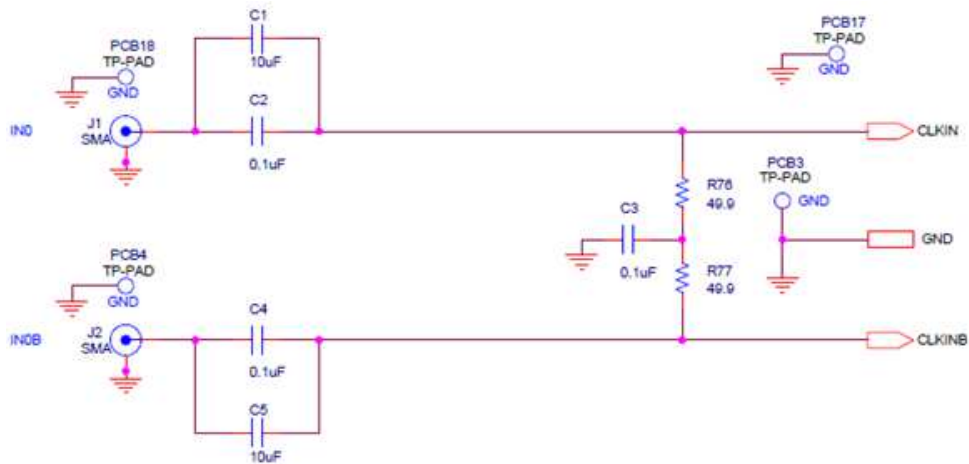 C1
10uF
PCB18
TP-PAD
GND
PCB17
TP-PAD
GND
IN0
J1
SMA
C2
0.1uF
CLKIN
R76
49.9
PCB3
TP-PAD
GND
C3
0.1uF
GND
R77
49.9
PCB4
TP-PAD
GND
IN0B
J2
SMA
C4
0.1uF
CLKINB
C5
10uF